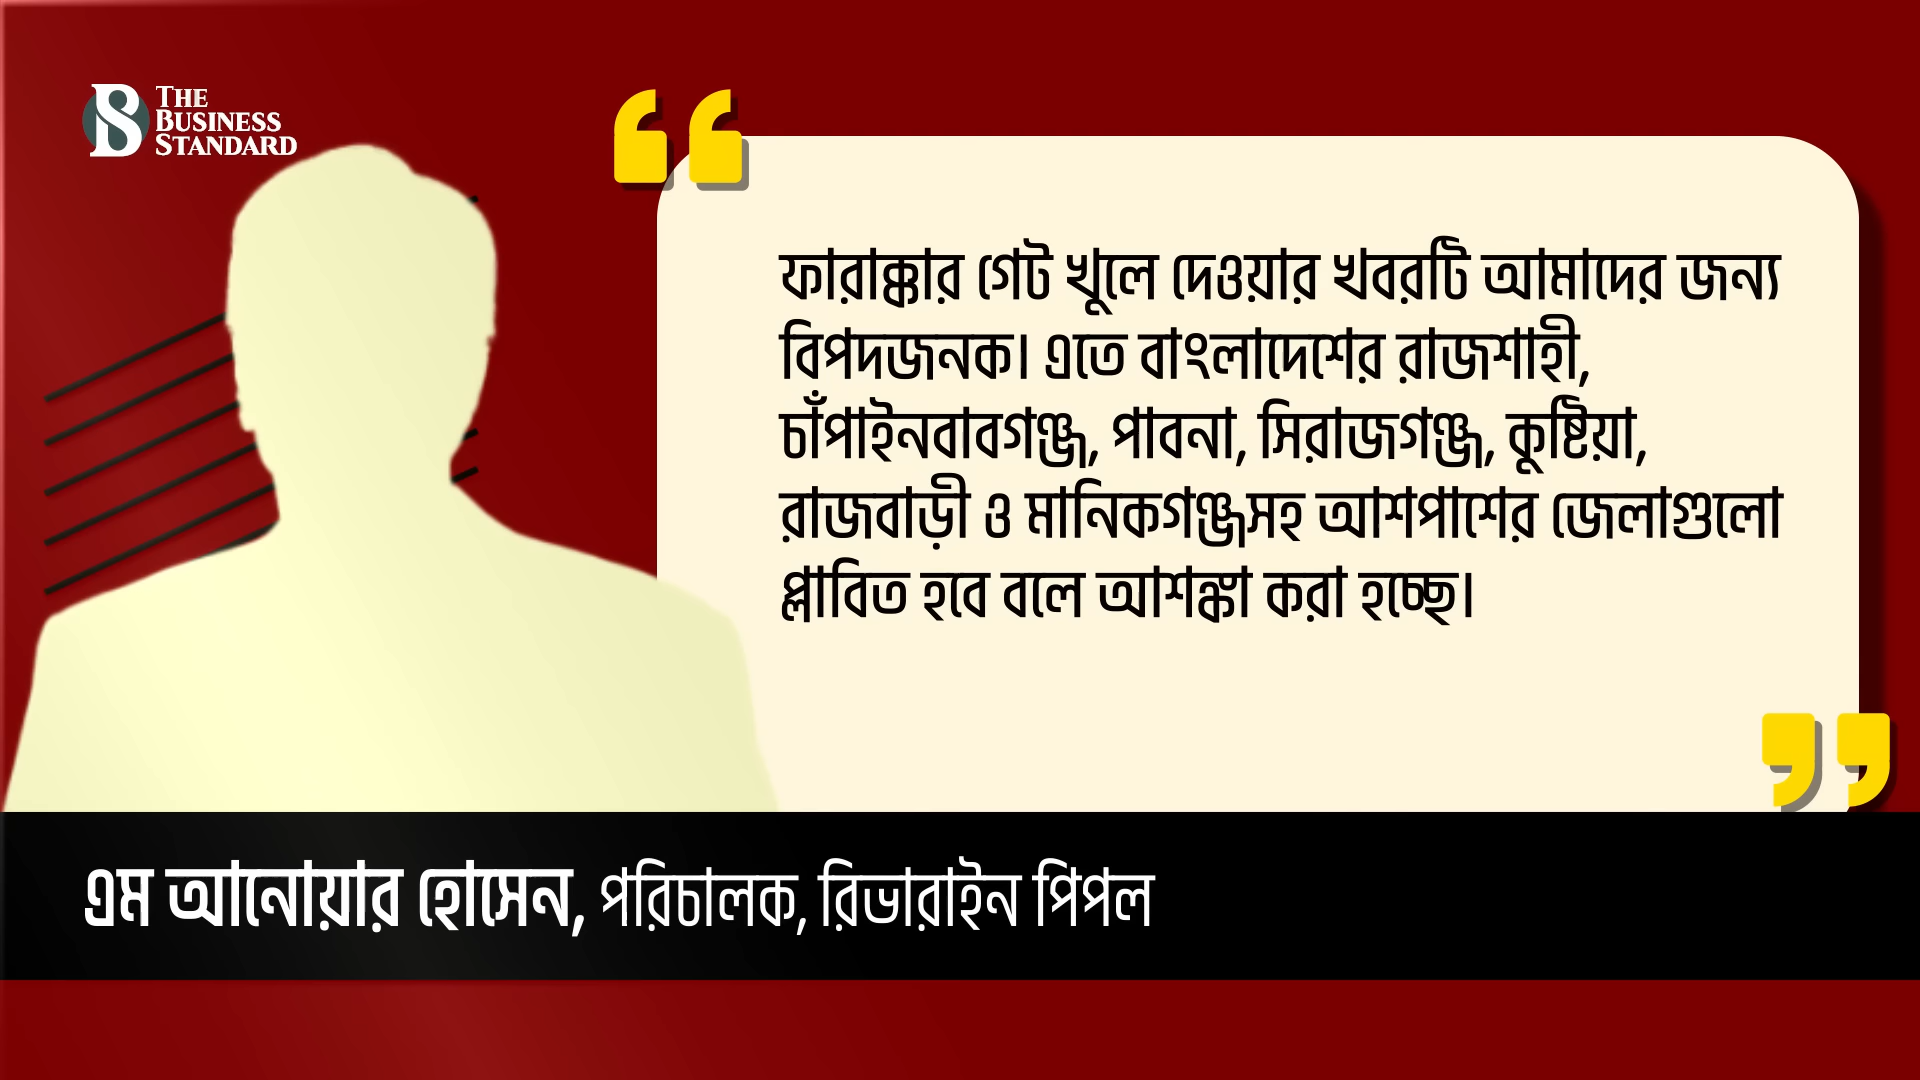 THE
BUSINESS
STANDARD
ফারাক্কার গেট খুলে দেওয়ার খবরটি আমাদের জন্য
বিপদজনক। এতে বাংলাদেশের রাজশাহী,
চাঁপাইনবাবগঞ্জ, পাবনা, সিরাজগঞ্জ, কুষ্টিয়া,
রাজবাড়ী ও মানিকগঞ্জসহ আশপাশের জেলাগুলো
প্লাবিত হবে বলে আশঙ্কা করা হচ্ছে।
এম আনোয়ার হোসেন, পরিচালক, রিভারাইন পিপল